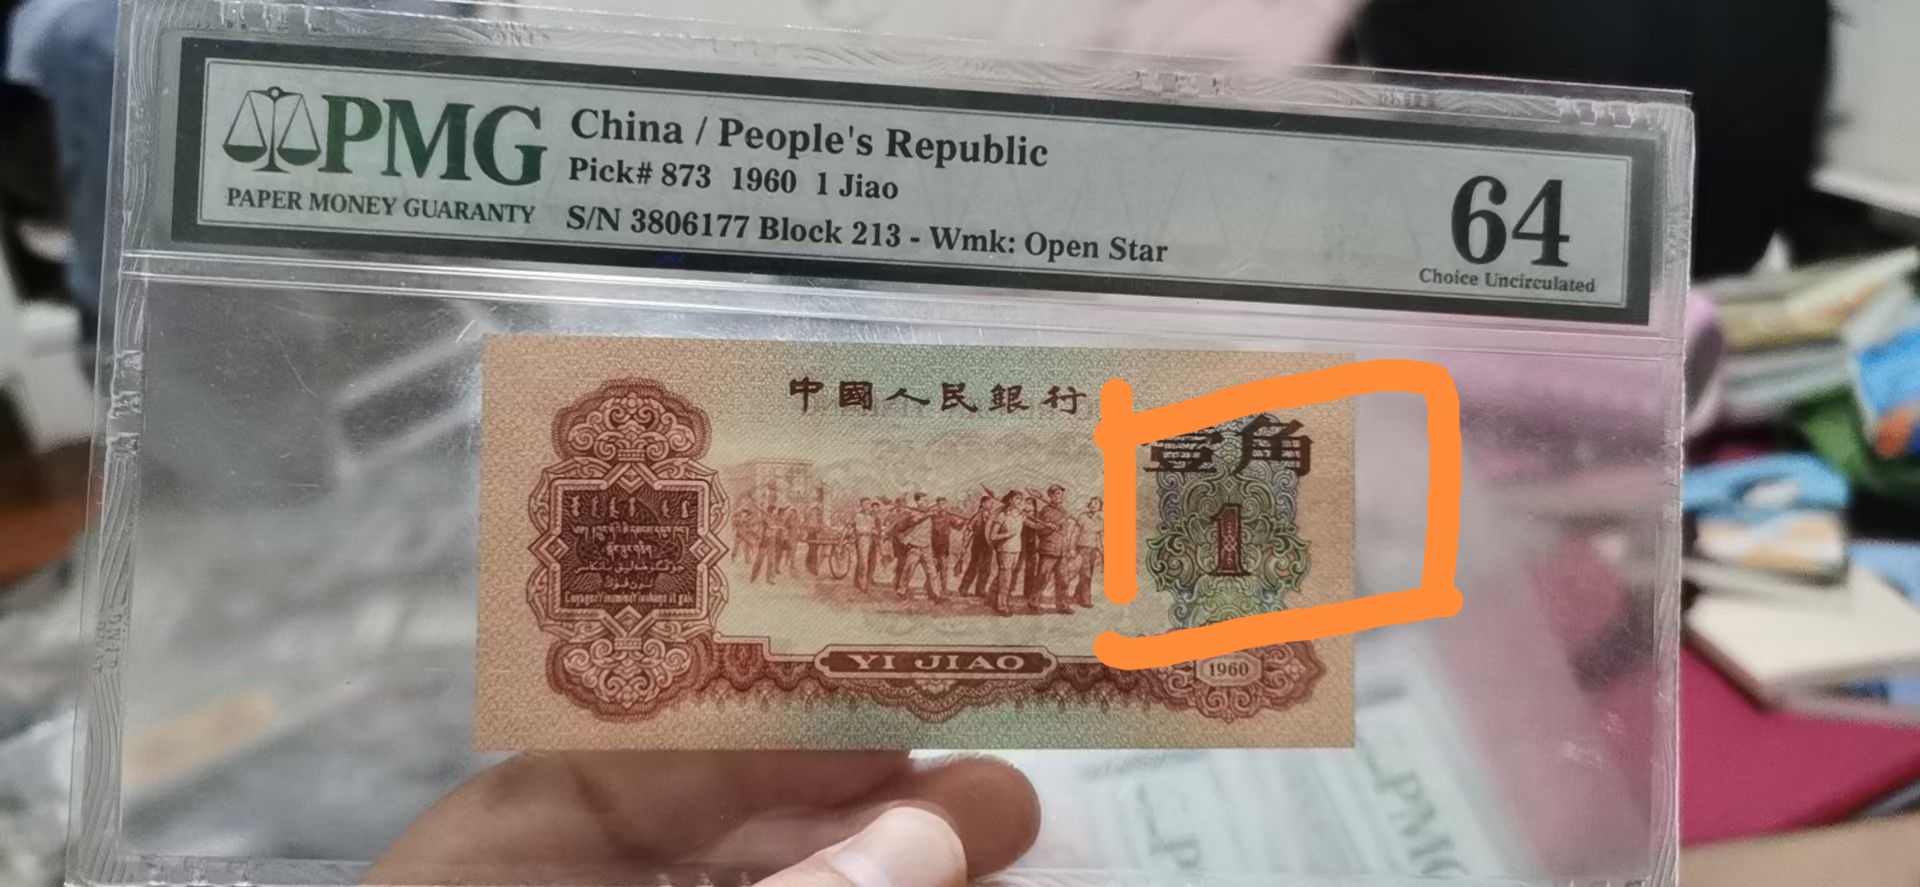 PMG
PAPER MONEY GUARANTY
China / People's Republic
Pick# 873 1960 1 Jiao
S/N 3806177 Block 213 - Wmk: Open Star
64
Choice Uncirculated
中國人民銀行
壹角
1
YI JIAO
1960
PMG
P